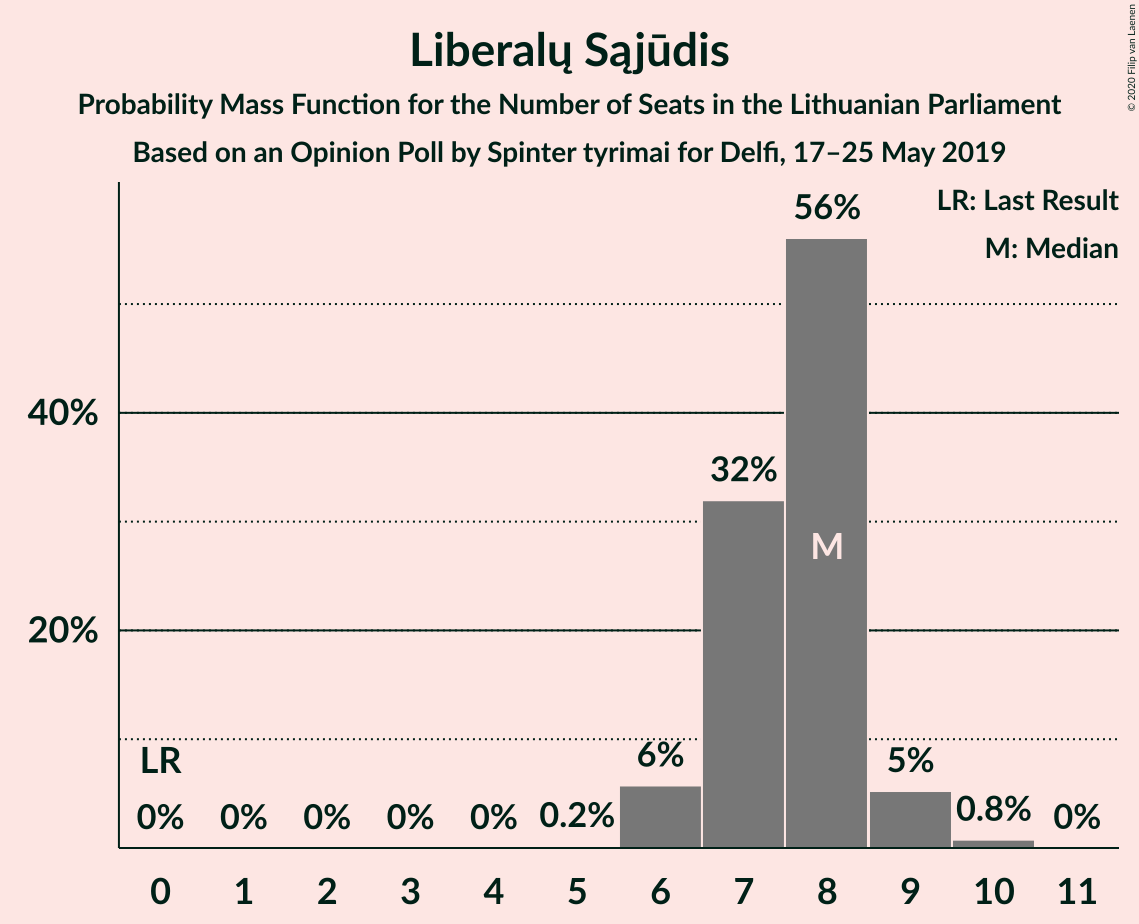 Liberalų Sąjūdis
Probability Mass Function for the Number of Seats in the Lithuanian Parliament
Based on an Opinion Poll by Spinter tyrimai for Delfi, 17–25 May 2019
© 2020 Filip van Laenen
LR: Last Result
M: Median
56%
40%
32%
M
20%
LR
6%
5%
0%
0%
0%
0%
0%
0.2%
0.8%
0%
0 1 2 3 4 5 6 7 8 9 10 11